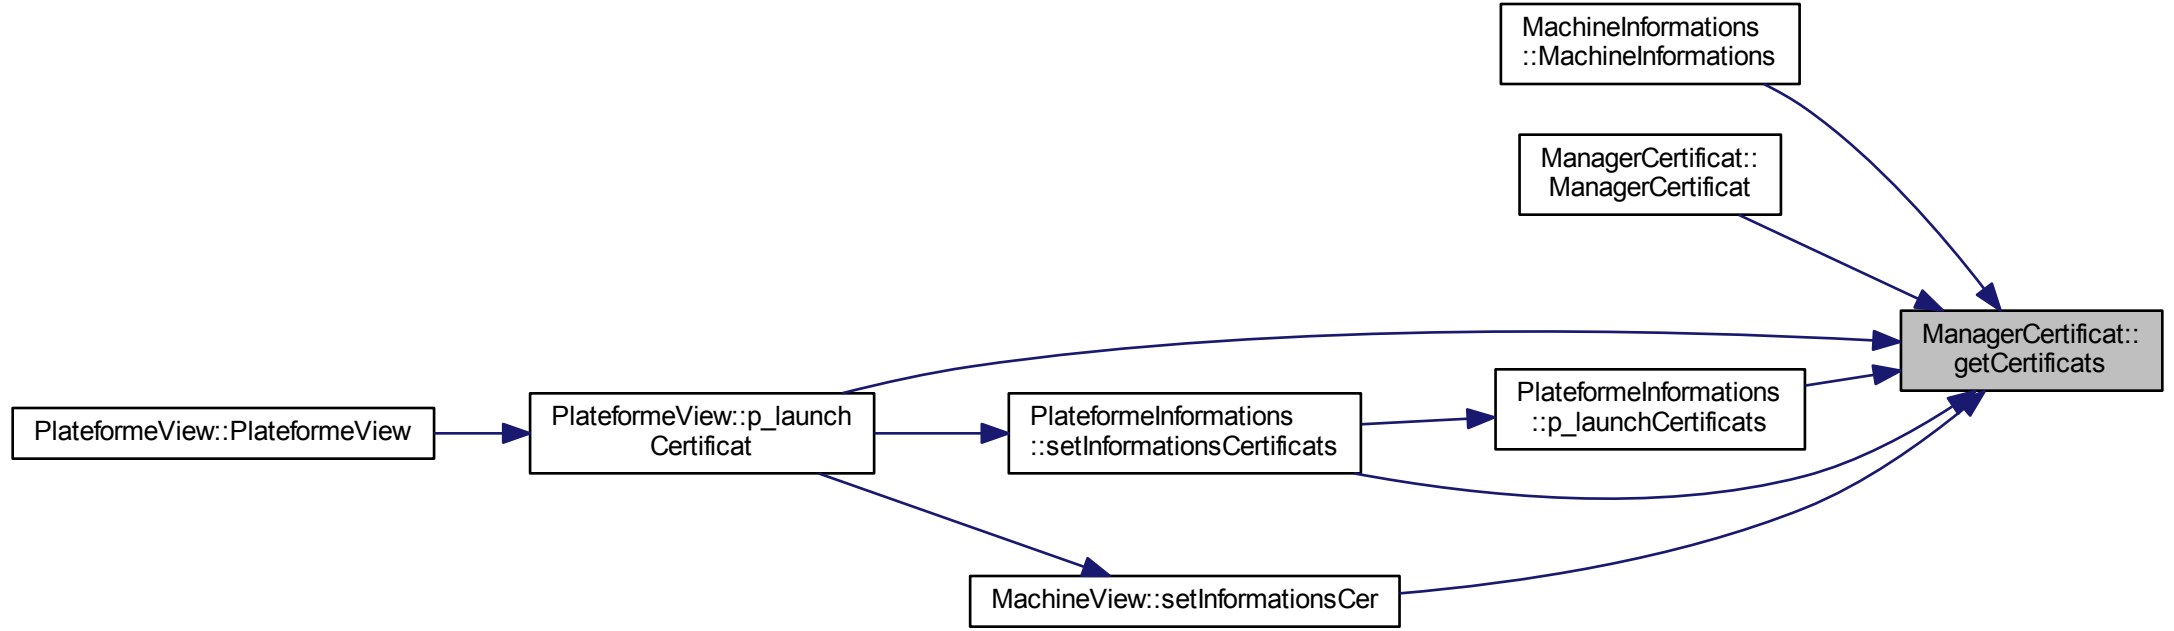 MachineInformations
::MachineInformations
ManagerCertificat::
ManagerCertificat
ManagerCertificat::
getCertificats
PlateformeInformations
::p_launchCertificats
PlateformeView::p_launch
Certificat
PlateformeInformations
::setInformationsCertificats
PlateformeView::PlateformeView
MachineView::setInformationsCer